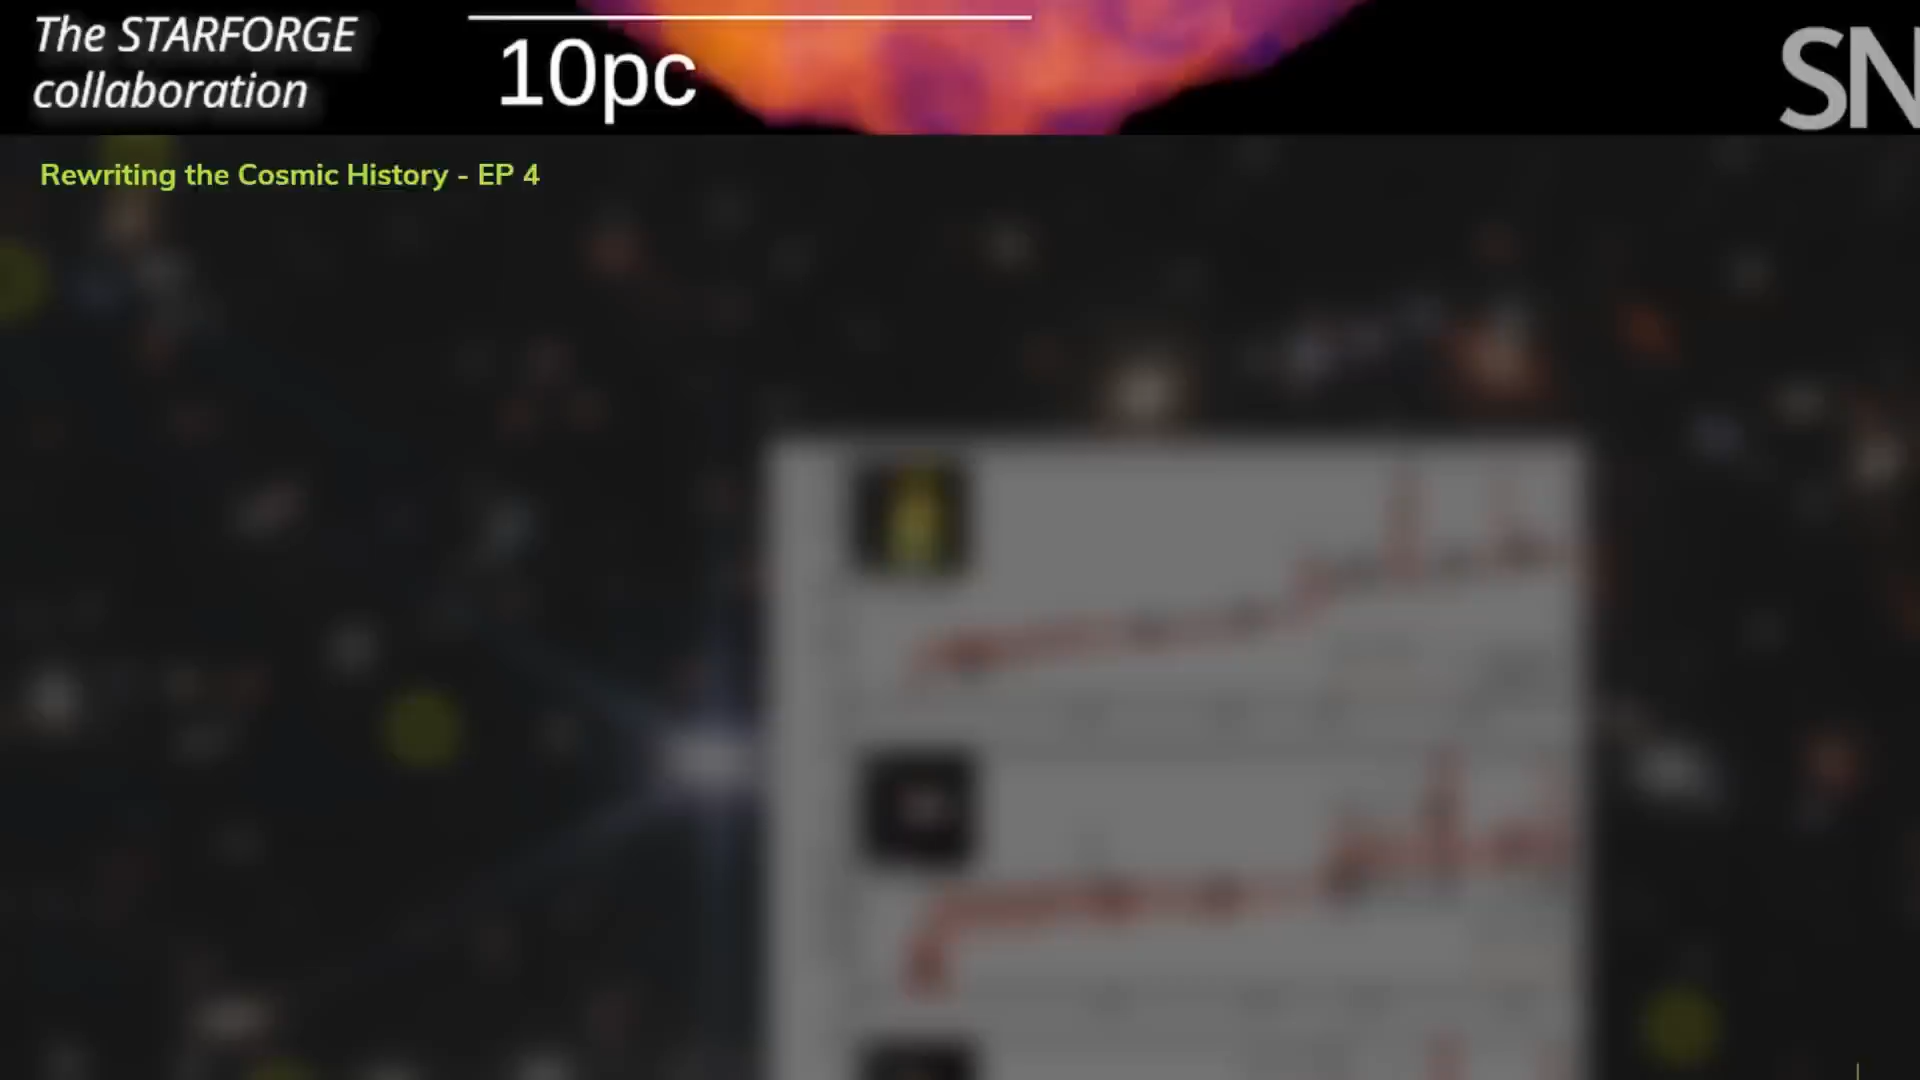 The STARFORGE
collaboration
10pc
SN
Rewriting the Cosmic History - EP 4